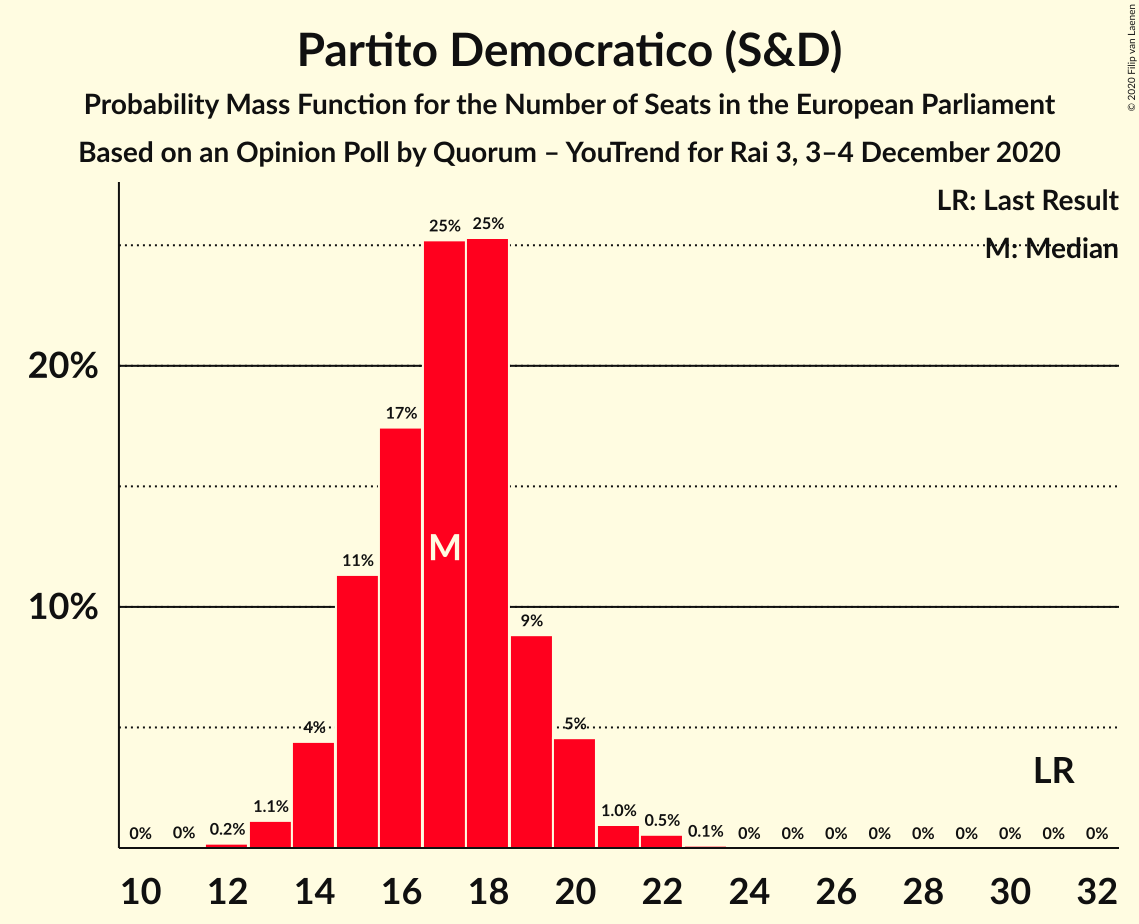 Partito Democratico (S&D)
Probability Mass Function for the Number of Seats in the European Parliament
Based on an Opinion Poll by Quorum – YouTrend for Rai 3, 3–4 December 2020
© 2020 Filip van Laenen
LR: Last Result
M: Median
20%
10%
0% 0% 0.2% 1.1% 4% 11% 17% 25% 25% 9% 5% 1.0% 0.5% 0.1% 0% 0% 0% 0% 0% 0% 0% 0% 0%
M
LR
10 12 14 16 18 20 22 24 26 28 30 32